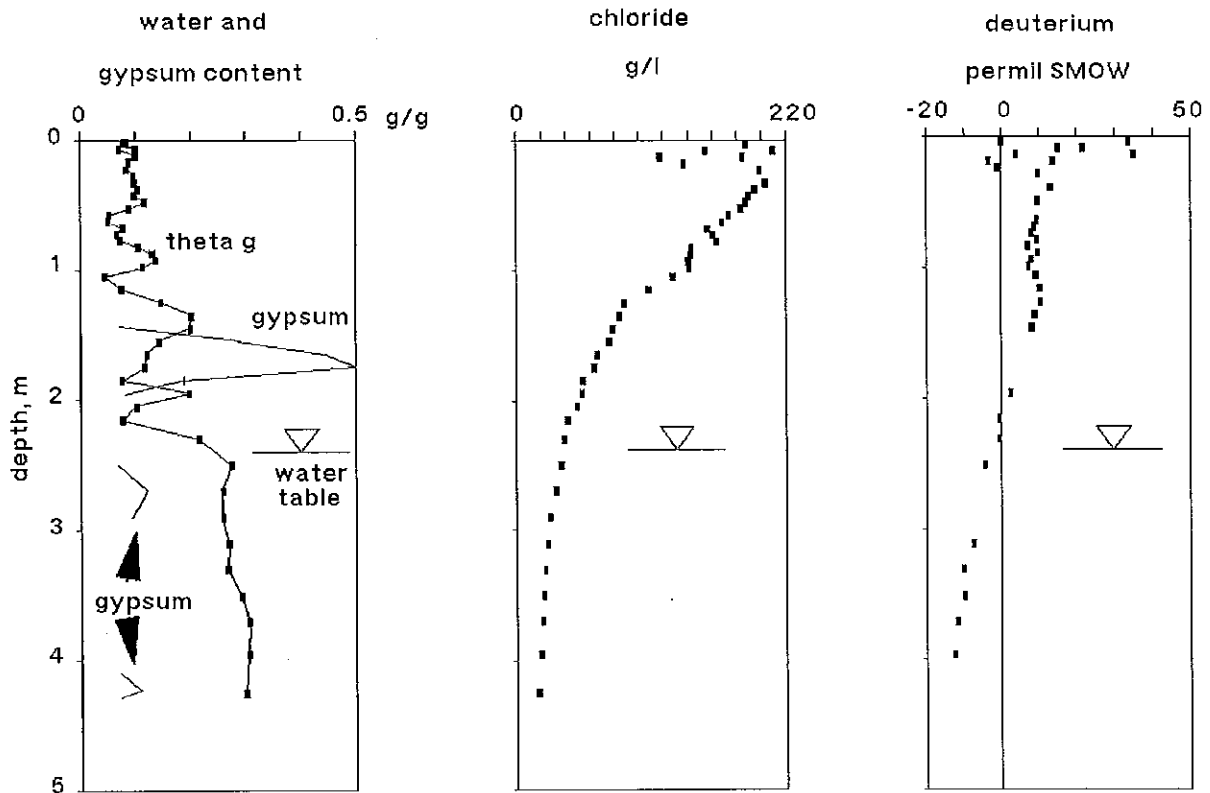 water and
gypsum content
0 0.5 g/g
chloride
g/l
0 220
deuterium
permil SMOW
-20 0 50
0
theta g
1
gypsum
2
water
table
3
gypsum
4
5
depth, m